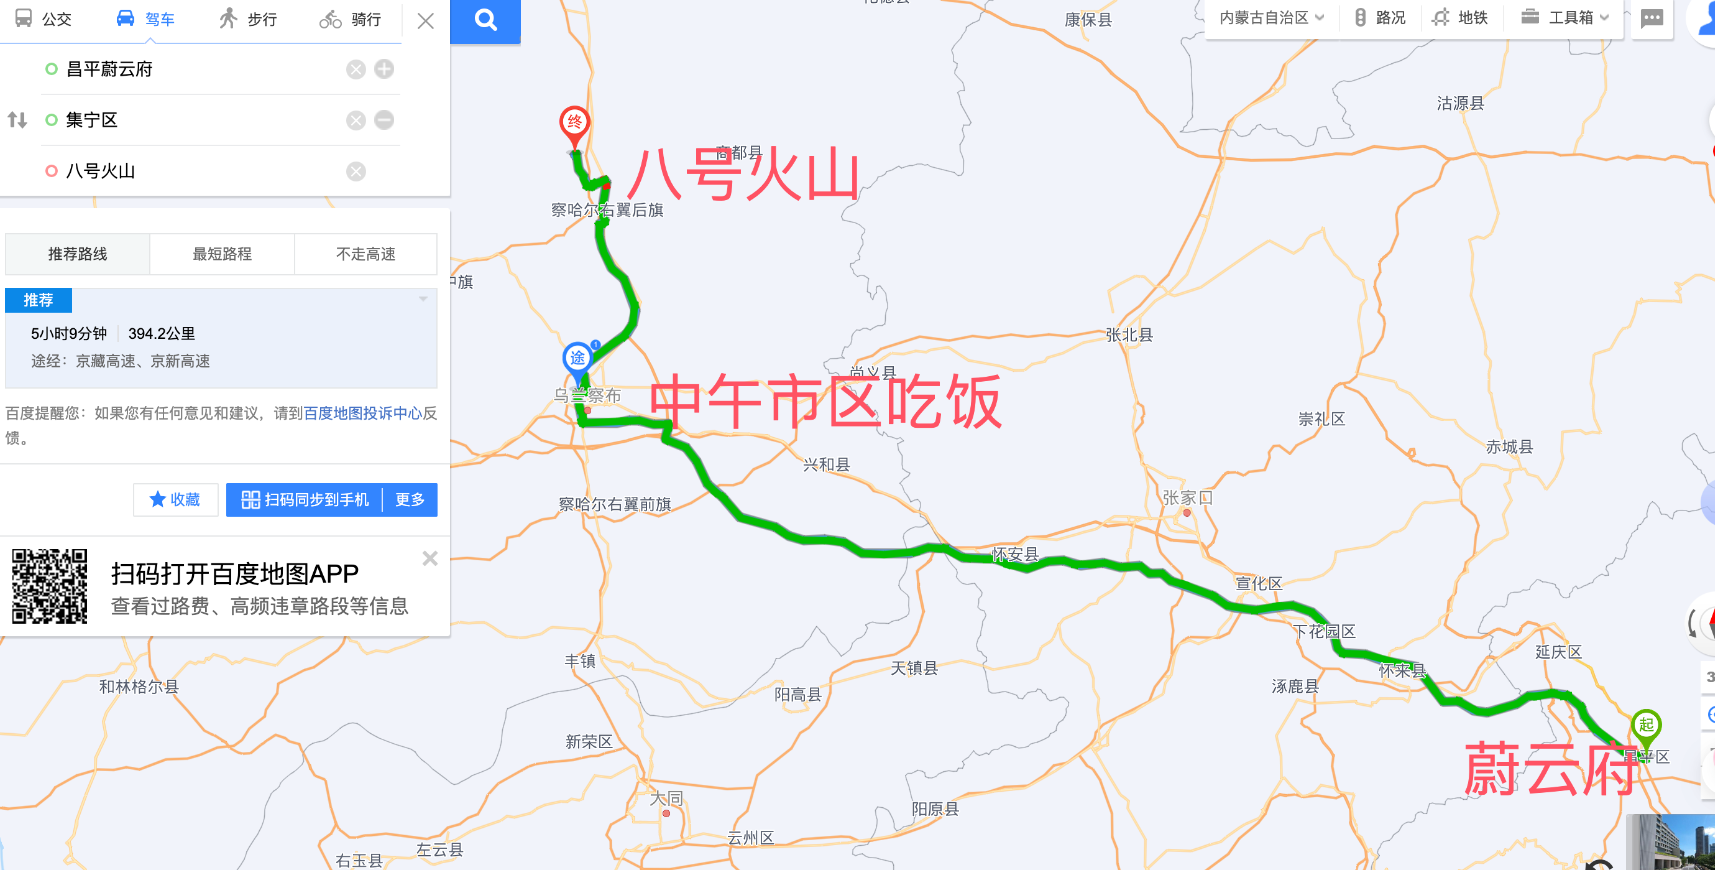 公交 驾车 步行 骑行
昌平蔚云府
集宁区
八号火山
推荐路线 最短路程 不走高速
推荐
5小时9分钟 394.2公里
途经：京藏高速、京新高速
百度提醒您：如果您有任何意见和建议，请到百度地图投诉中心反
馈。
收藏 扫码同步到手机 更多
扫码打开百度地图APP
查看过路费、高频违章路段等信息
内蒙古自治区 路况 地铁 工具箱
康保县
沽源县
终
商都县
八号火山
察哈尔右翼后旗
中旗
张北县
途
1
尚义县
乌兰察布
中午市区吃饭
崇礼区
赤城县
兴和县
张家口
察哈尔右翼前旗
怀安县
宣化区
下花园区
延庆区
丰镇
天镇县
怀来县
和林格尔县
阳高县
涿鹿县
起
新荣区
昌平区
蔚云府
大同
阳原县
云州区
左云县
右玉县